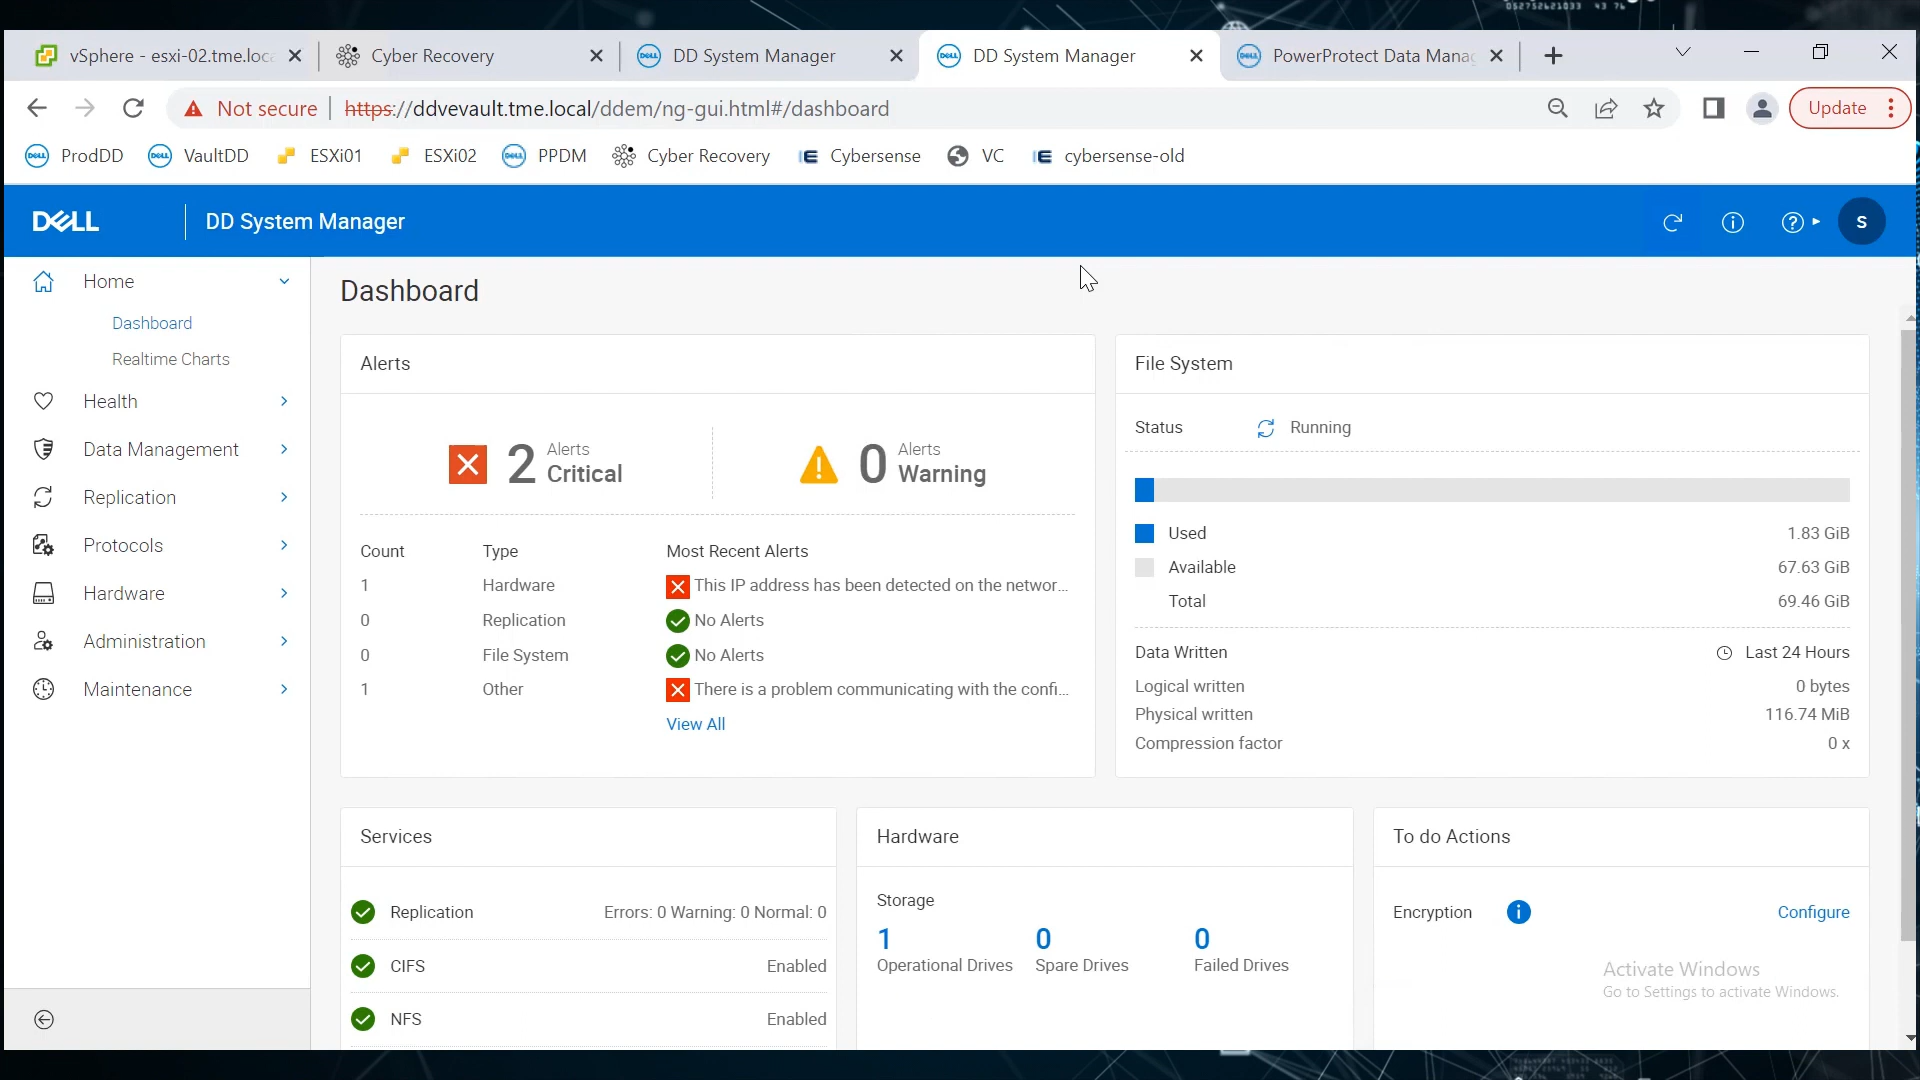 vSphere - esxi-02.tme.loca
Cyber Recovery
DD System Manager
DD System Manager
PowerProtect Data Manag
Not secure
https://ddvevault.tme.local/ddem/ng-gui.html#/dashboard
Update
ProdDD
VaultDD
ESXi01
ESXi02
PPDM
Cyber Recovery
Cybersense
VC
cybersense-old
DELL
DD System Manager
S
Home
Dashboard
Realtime Charts
Health
Data Management
Replication
Protocols
Hardware
Administration
Maintenance
Dashboard
Alerts
2 Alerts Critical
0 Alerts Warning
Count Type Most Recent Alerts
1 Hardware This IP address has been detected on the networ...
0 Replication No Alerts
0 File System No Alerts
1 Other There is a problem communicating with the confi...
View All
File System
Status Running
Used 1.83 GiB
Available 67.63 GiB
Total 69.46 GiB
Data Written Last 24 Hours
Logical written 0 bytes
Physical written 116.74 MiB
Compression factor 0 x
Services
Replication Errors: 0 Warning: 0 Normal: 0
CIFS Enabled
NFS Enabled
Hardware
Storage
1 0 0
Operational Drives Spare Drives Failed Drives
To do Actions
Encryption Configure
Activate Windows
Go to Settings to activate Windows.